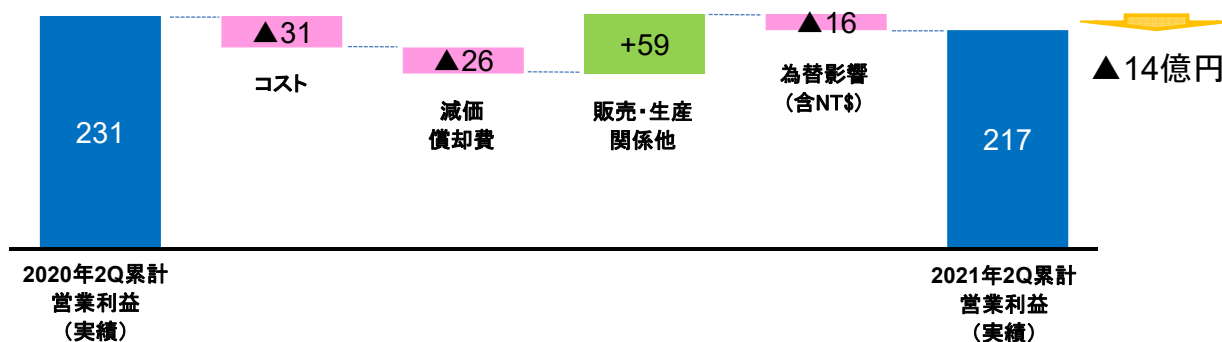 ▲31
コスト
▲26
減価
償却費
+59
販売・生産
関係他
▲16
為替影響
(含NT$)
▲14億円
231
217
2020年2Q累計
営業利益
(実績)
2021年2Q累計
営業利益
(実績)